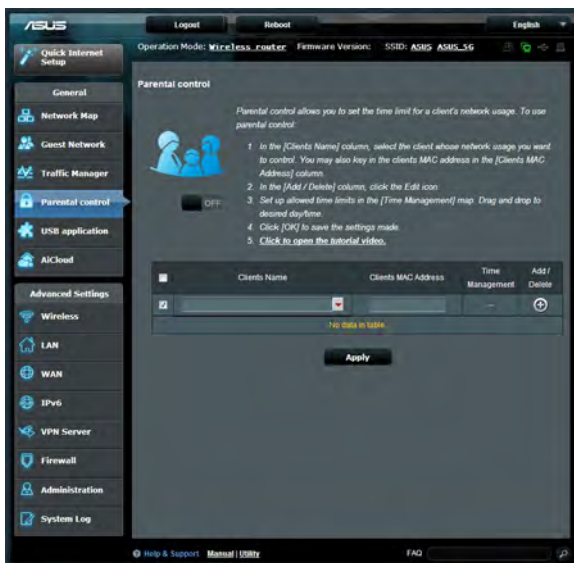 ASUS
Logout
Reboot
English
Operation Mode: Wireless router Firmware Version: SSID: ASUS ASUS_5G
Quick Internet
Setup
General
Network Map
Guest Network
Traffic Manager
Parental control
USB application
AiCloud
Advanced Settings
Wireless
LAN
WAN
IPv6
VPN Server
Firewall
Administration
System Log
Parental control
Parental control allows you to set the time limit for a client's network usage. To use
parental control:
1. In the [Clients Name] column, select the client whose network usage you want
to control. You may also key in the clients MAC address in the [Clients MAC
Address] column.
2. In the [Add / Delete] column, click the Edit icon
3. Set up allowed time limits in the [Time Management] map. Drag and drop to
desired day/time.
4. Click [OK] to save the settings made.
5. Click to open the tutorial video.
OFF
Clients Name
Clients MAC Address
Time
Management
Add /
Delete
No data in table.
Apply
Help & Support Manual | Utility
FAQ